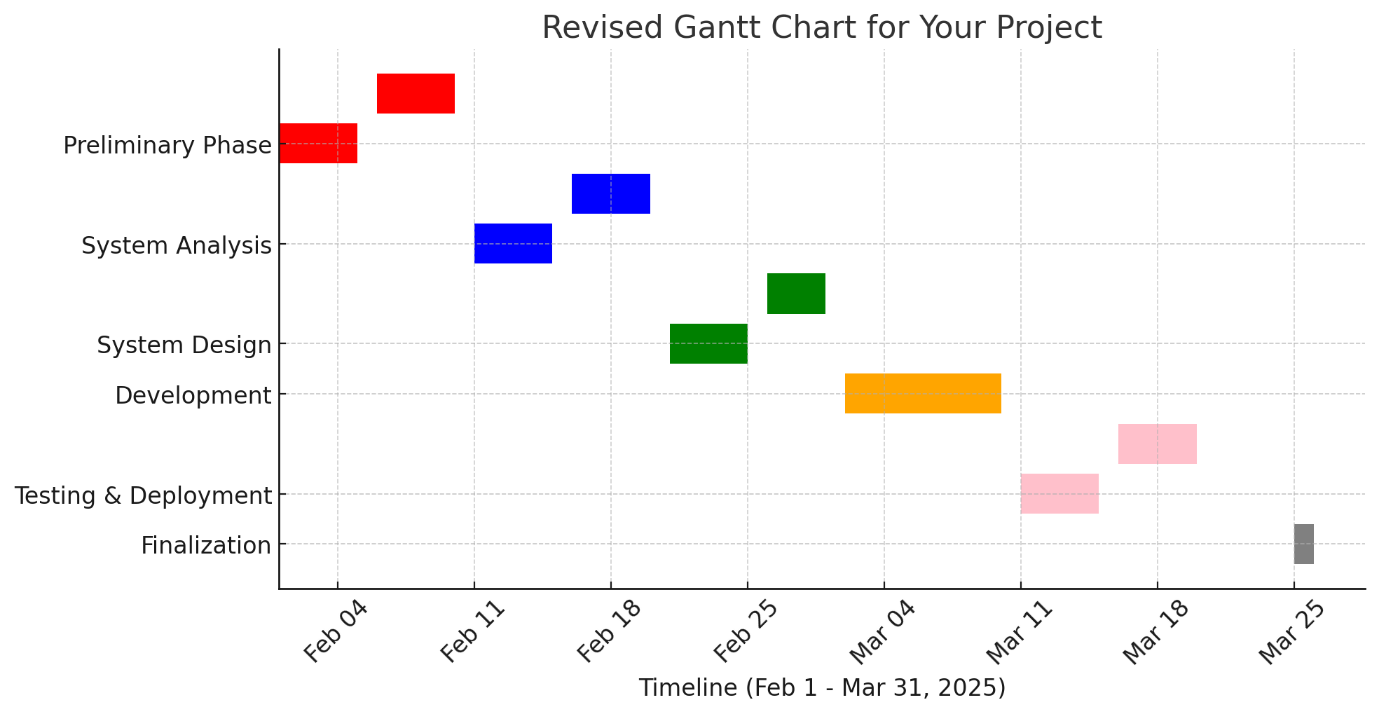 Revised Gantt Chart for Your Project
Preliminary Phase
System Analysis
System Design
Development
Testing & Deployment
Finalization
Feb 04
Feb 11
Feb 18
Feb 25
Mar 04
Mar 11
Mar 18
Mar 25
Timeline (Feb 1 - Mar 31, 2025)